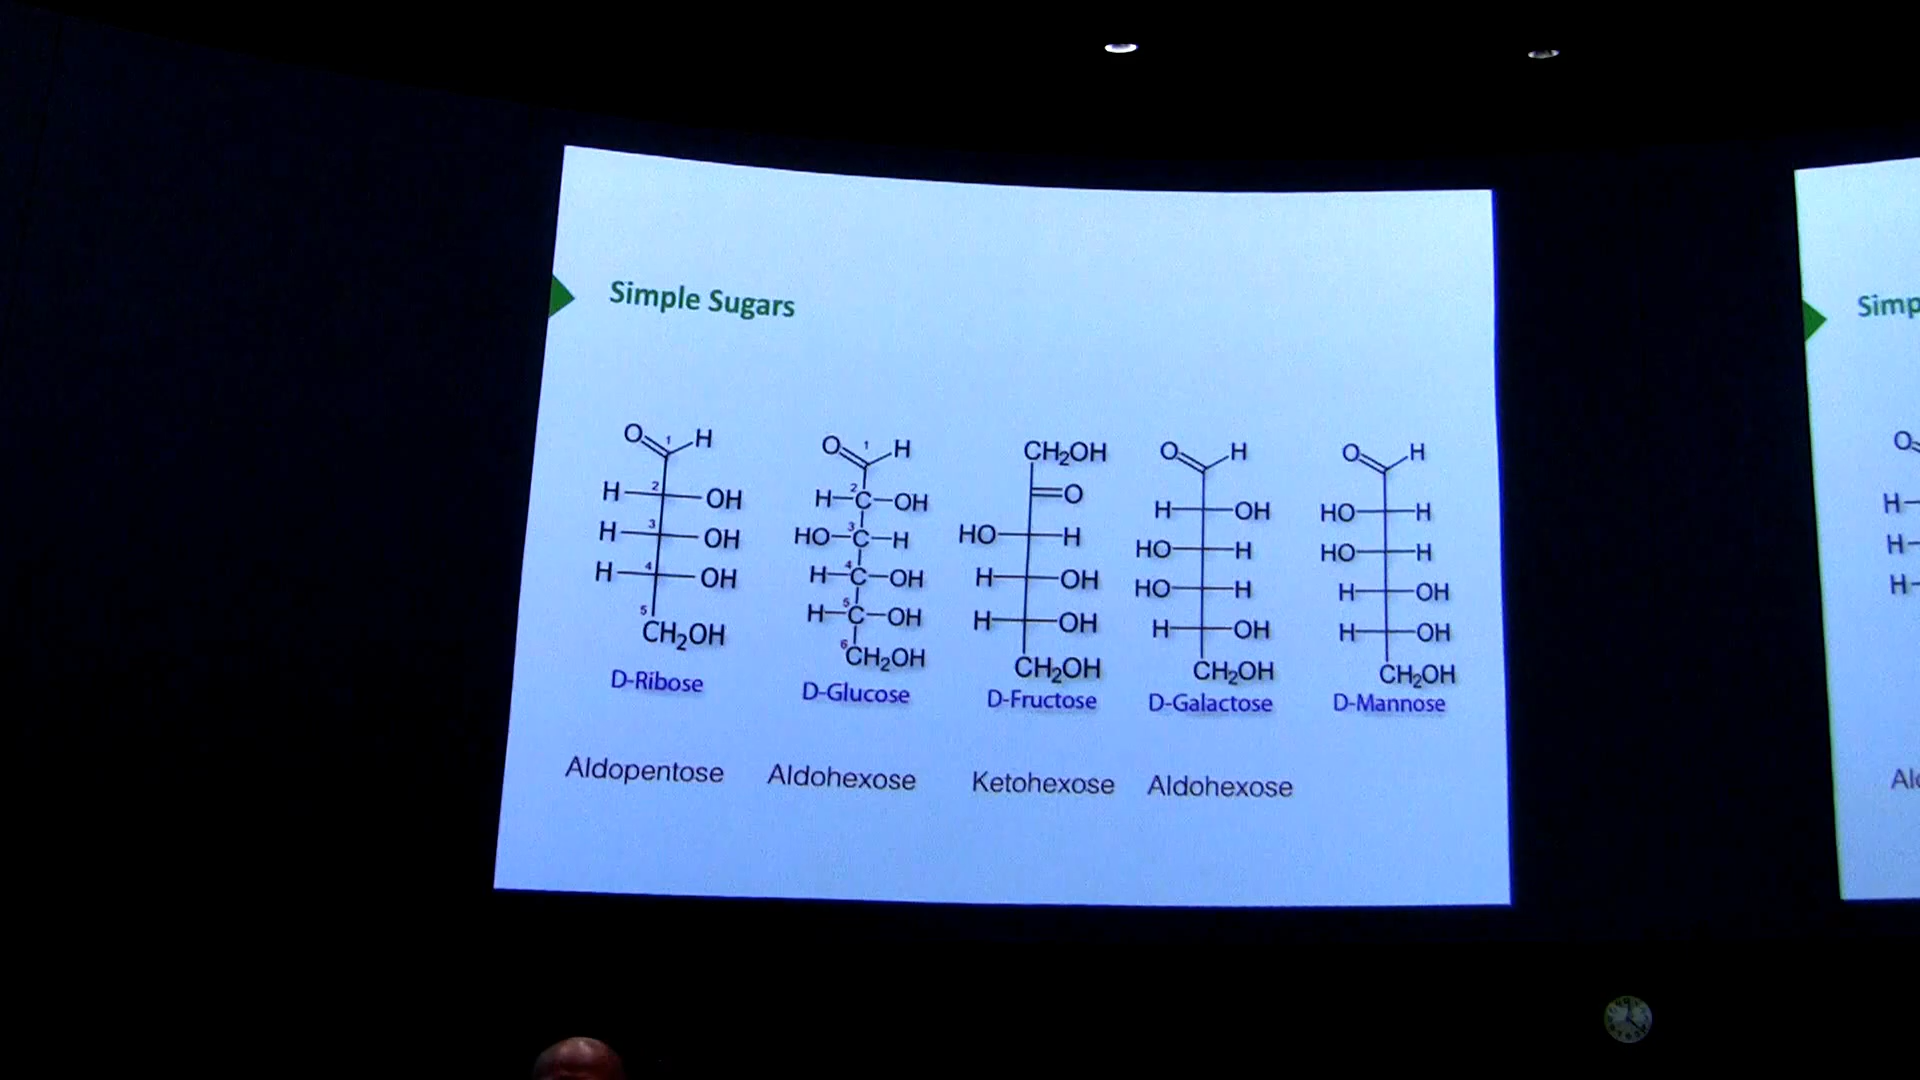 Simple Sugars
O 1 H
H 2 OH
H 3 OH
H 4 OH
5
CH₂OH
D-Ribose
Aldopentose
O 1 H
H 2 C OH
HO 3 C H
H 4 C OH
H 5 C OH
6 CH₂OH
D-Glucose
Aldohexose
CH₂OH
O
HO H
H OH
H OH
CH₂OH
D-Fructose
Ketohexose
O H
H OH
HO H
HO H
H OH
CH₂OH
D-Galactose
Aldohexose
O H
HO H
HO H
H OH
H OH
CH₂OH
D-Mannose
Simp
O
H
H
H